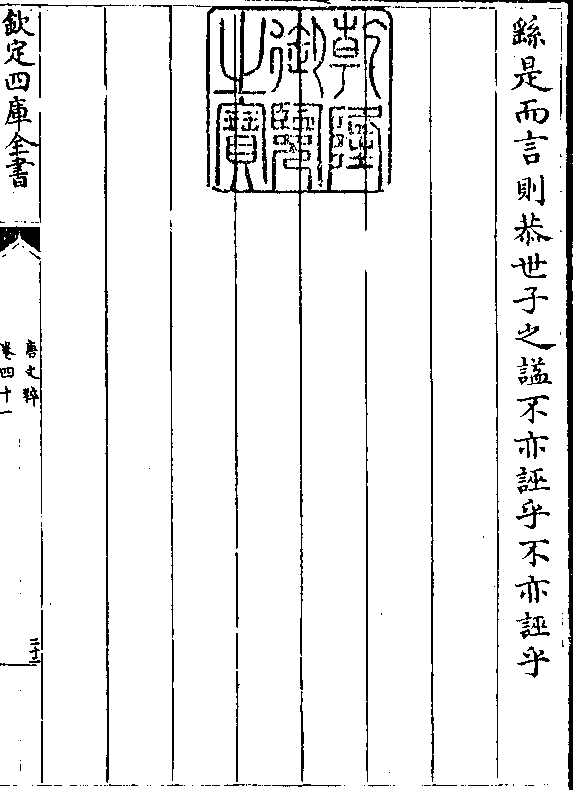 繇是而言則恭世子之諡不亦誣乎不亦誣乎
乾隆御覽之寶
欽定四庫全書
唐文粹
卷四十一
二十二